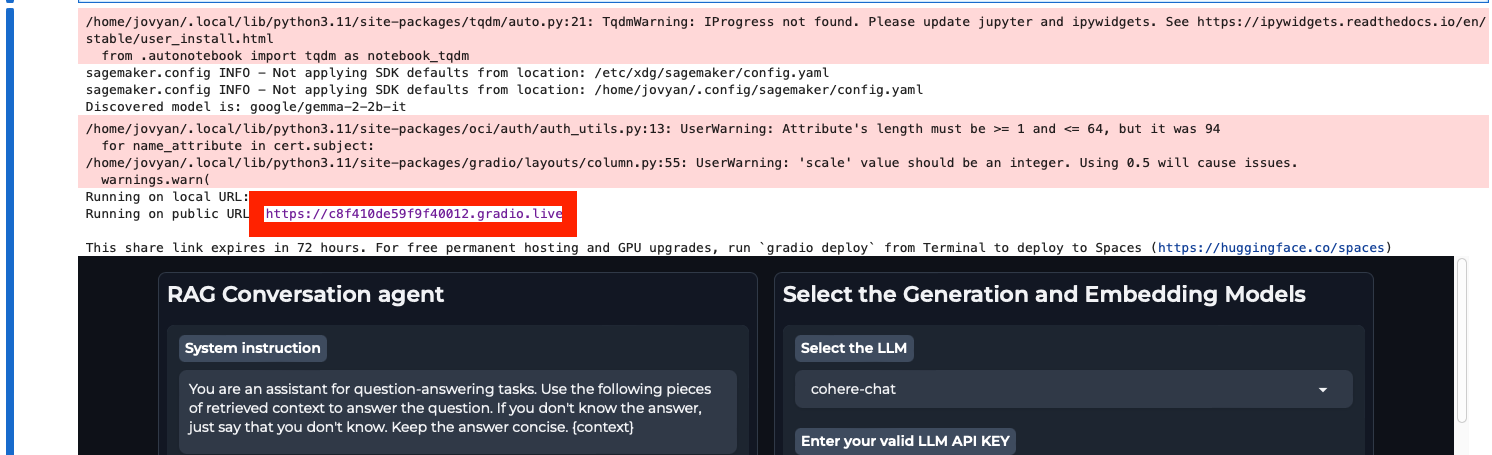 /home/jovyan/.local/lib/python3.11/site-packages/tqdm/auto.py:21: TqdmWarning: IProgress not found. Please update jupyter and ipywidgets. See https://ipywidgets.readthedocs.io/en/
stable/user_install.html
  from .autonotebook import tqdm as notebook_tqdm
sagemaker.config INFO - Not applying SDK defaults from location: /etc/xdg/sagemaker/config.yaml
sagemaker.config INFO - Not applying SDK defaults from location: /home/jovyan/.config/sagemaker/config.yaml
Discovered model is: google/gemma-2-2b-it
/home/jovyan/.local/lib/python3.11/site-packages/oci/auth/auth_utils.py:13: UserWarning: Attribute's length must be >= 1 and <= 64, but it was 94
  for name_attribute in cert.subject:
/home/jovyan/.local/lib/python3.11/site-packages/gradio/layouts/column.py:55: UserWarning: 'scale' value should be an integer. Using 0.5 will cause issues.
  warnings.warn(
Running on local URL:
Running on public URL https://c8f410de59f9f40012.gradio.live
This share link expires in 72 hours. For free permanent hosting and GPU upgrades, run `gradio deploy` from Terminal to deploy to Spaces (https://huggingface.co/spaces)
RAG Conversation agent
System instruction
You are an assistant for question-answering tasks. Use the following pieces
of retrieved context to answer the question. If you don't know the answer,
just say that you don't know. Keep the answer concise. {context}
Select the Generation and Embedding Models
Select the LLM
cohere-chat
Enter your valid LLM API KEY